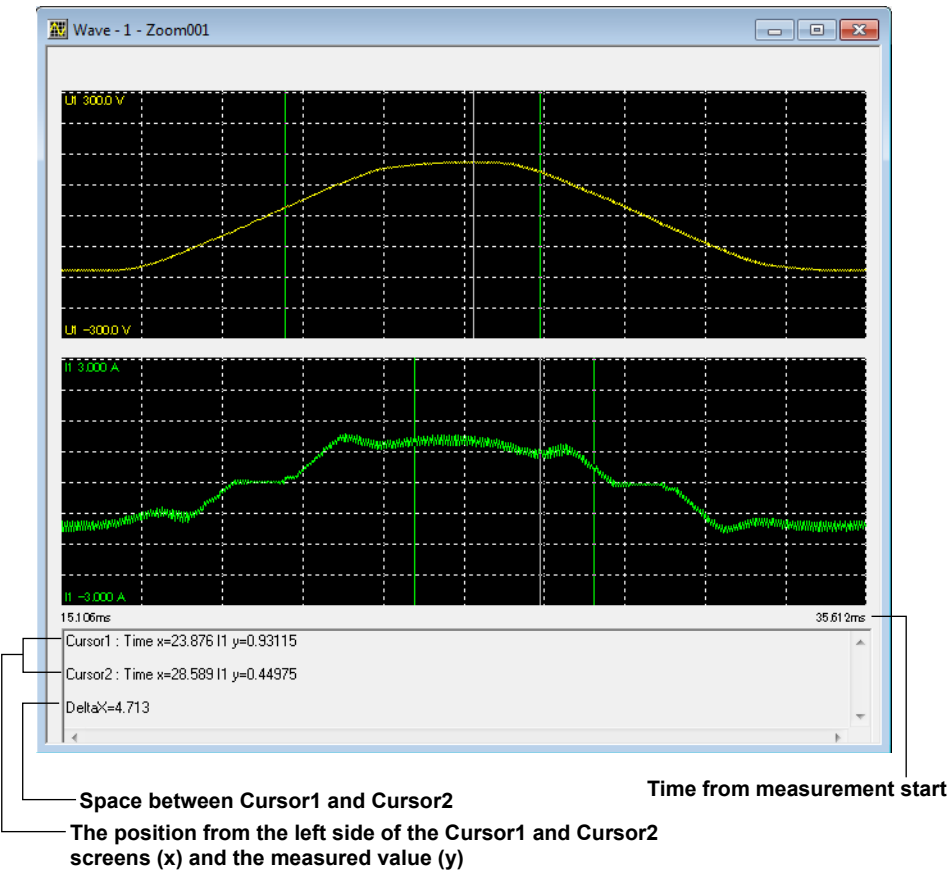 Wave - 1 - Zoom001
U1 300.0 V
U1 -300.0 V
I1 3.000 A
I1 -3.000 A
15.106ms 35.612ms
Cursor1 : Time x=23.876 I1 y=0.93115
Cursor2 : Time x=28.589 I1 y=0.44975
DeltaX=4.713
Time from measurement start
Space between Cursor1 and Cursor2
The position from the left side of the Cursor1 and Cursor2
screens (x) and the measured value (y)